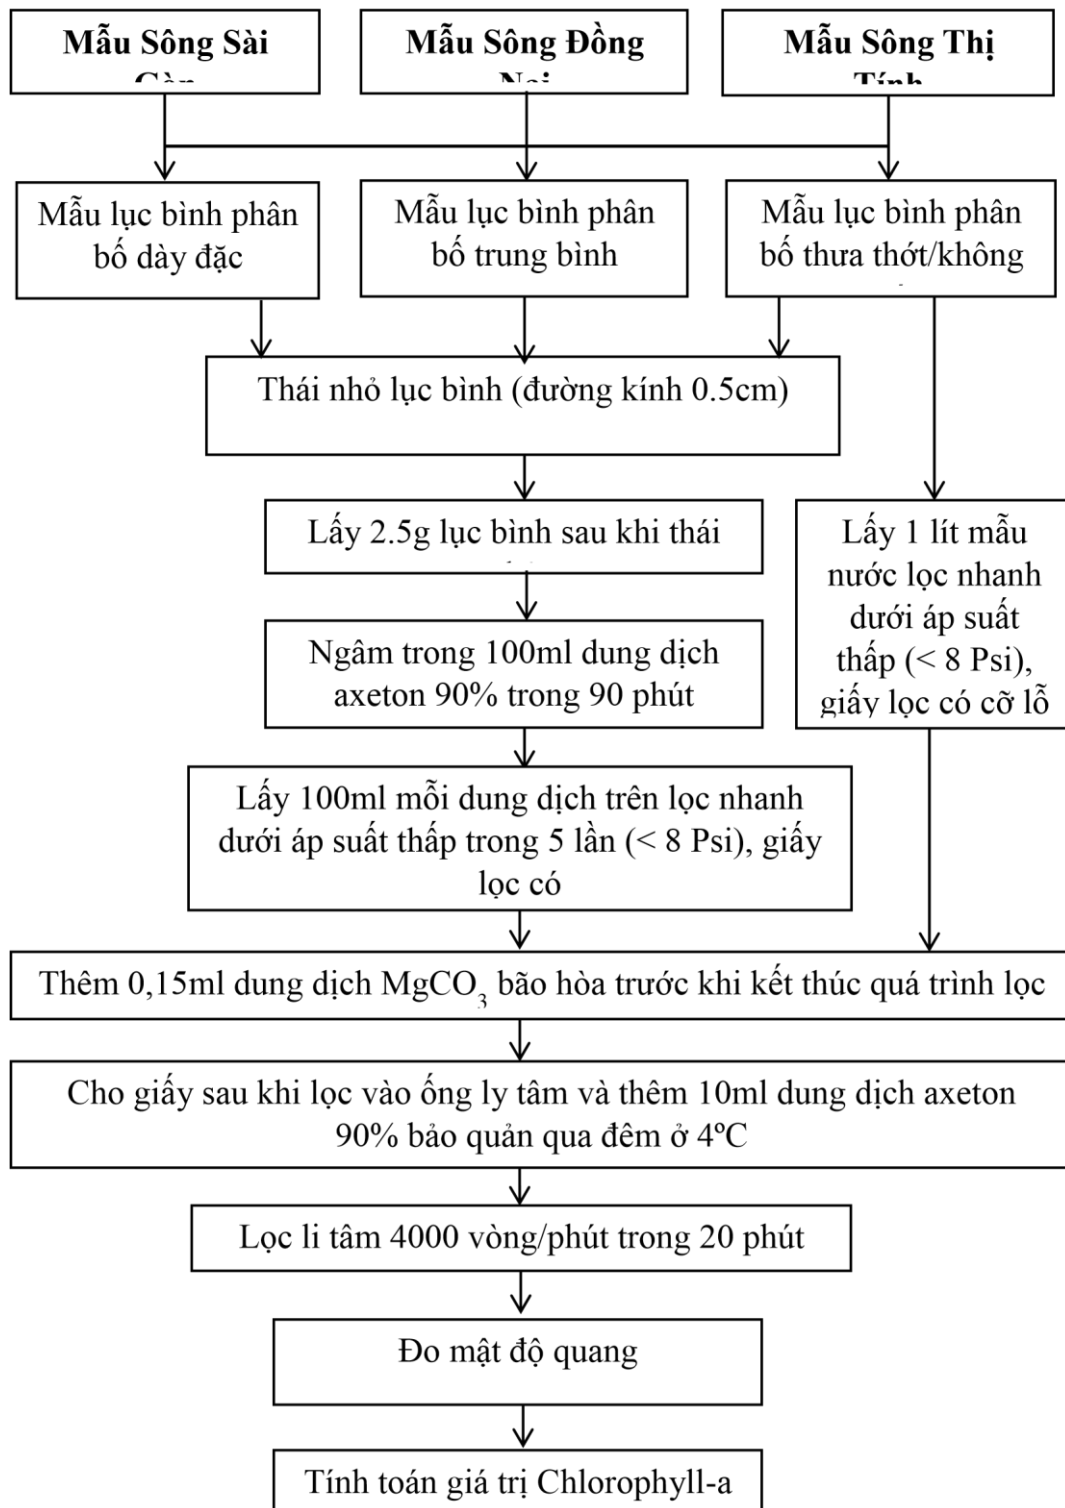 Mẫu Sông Sài
Mẫu Sông Đồng
Mẫu Sông Thị
Tính
Mẫu lục bình phân
bố dày đặc
Mẫu lục bình phân
bố trung bình
Mẫu lục bình phân
bố thưa thớt/không
Thái nhỏ lục bình (đường kính 0.5cm)
Lấy 2.5g lục bình sau khi thái
Lấy 1 lít mẫu
nước lọc nhanh
dưới áp suất
thấp (< 8 Psi),
giấy lọc có cỡ lỗ
Ngâm trong 100ml dung dịch
axeton 90% trong 90 phút
Lấy 100ml mỗi dung dịch trên lọc nhanh
dưới áp suất thấp trong 5 lần (< 8 Psi), giấy
lọc có
Thêm 0,15ml dung dịch MgCO₃ bão hòa trước khi kết thúc quá trình lọc
Cho giấy sau khi lọc vào ống ly tâm và thêm 10ml dung dịch axeton
90% bảo quản qua đêm ở 4ºC
Lọc li tâm 4000 vòng/phút trong 20 phút
Đo mật độ quang
Tính toán giá trị Chlorophyll-a